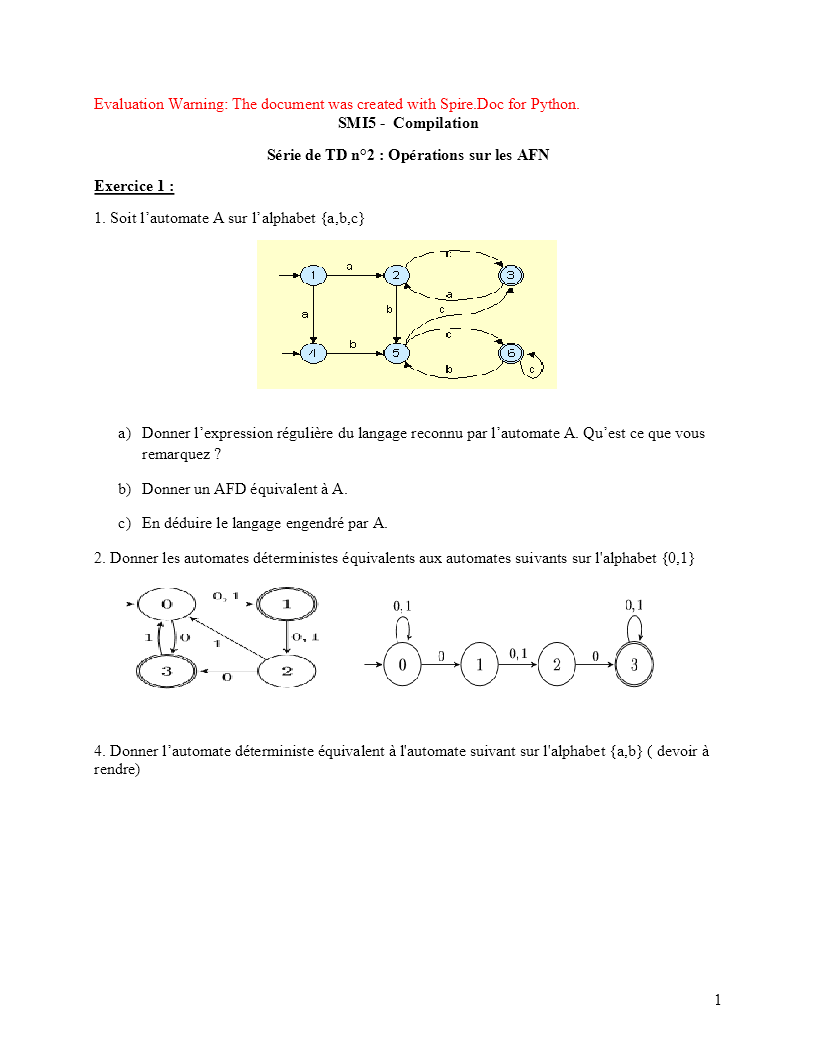 Evaluation Warning: The document was created with Spire.Doc for Python.
SMI5 - Compilation
Série de TD n°2 : Opérations sur les AFN
Exercice 1 :
1. Soit l’automate A sur l’alphabet {a,b,c}
1 a 2 3
a b a c
4 b 5 c 6
b c
a) Donner l’expression régulière du langage reconnu par l’automate A. Qu’est ce que vous
remarquez ?
b) Donner un AFD équivalent à A.
c) En déduire le langage engendré par A.
2. Donner les automates déterministes équivalents aux automates suivants sur l'alphabet {0,1}
0 0, 1 1
1 0 1 0, 1
3 0 2
0, 1 0, 1
0 0 1 0, 1 2 0 3
4. Donner l’automate déterministe équivalent à l'automate suivant sur l'alphabet {a,b} ( devoir à
rendre)
1